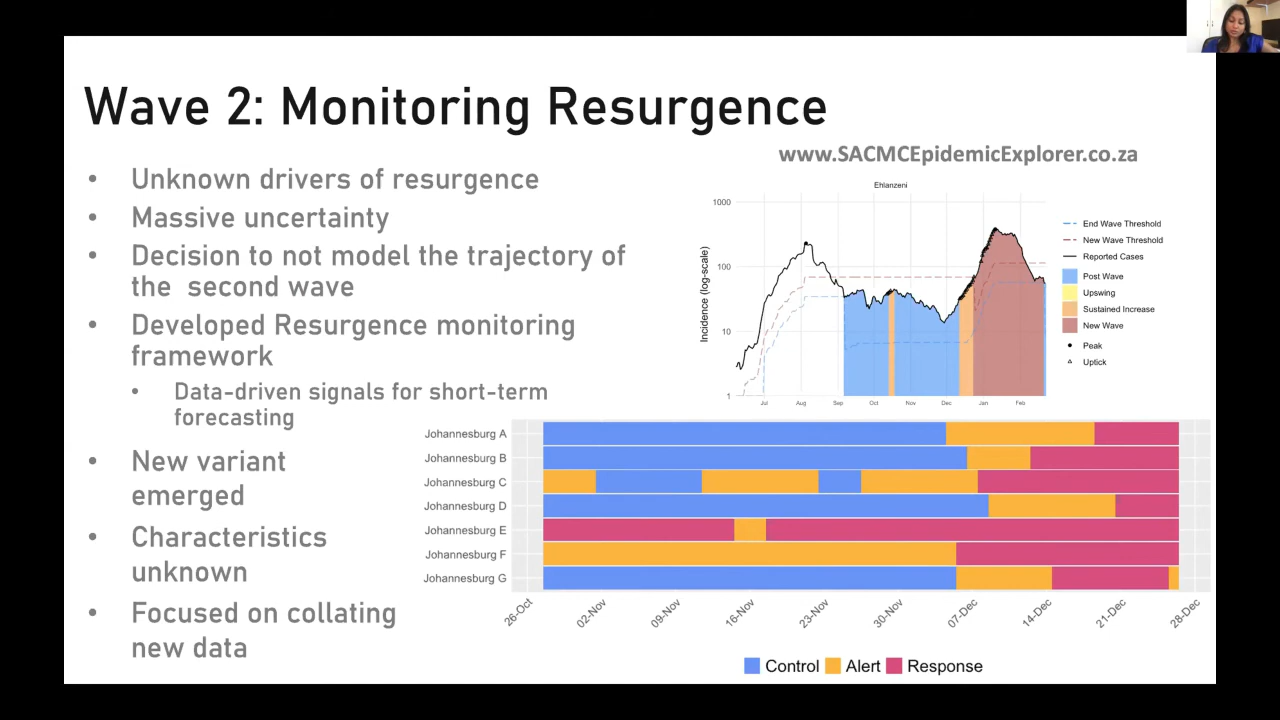 Wave 2: Monitoring Resurgence
www.SACMCEpidemicExplorer.co.za
• Unknown drivers of resurgence
• Massive uncertainty
• Decision to not model the trajectory of
the second wave
• Developed Resurgence monitoring
framework
• Data-driven signals for short-term
forecasting
• New variant
emerged
• Characteristics
unknown
• Focused on collating
new data
Ehlanzeni
Incidence (log-scale)
1000
100
10
1
Jul Aug Sep Oct Nov Dec Jan Feb
End Wave Threshold
New Wave Threshold
Reported Cases
Post Wave
Upswing
Sustained Increase
New Wave
Peak
Uptick
Johannesburg A
Johannesburg B
Johannesburg C
Johannesburg D
Johannesburg E
Johannesburg F
Johannesburg G
26-Oct 02-Nov 09-Nov 16-Nov 23-Nov 30-Nov 07-Dec 14-Dec 21-Dec 28-Dec
Control Alert Response